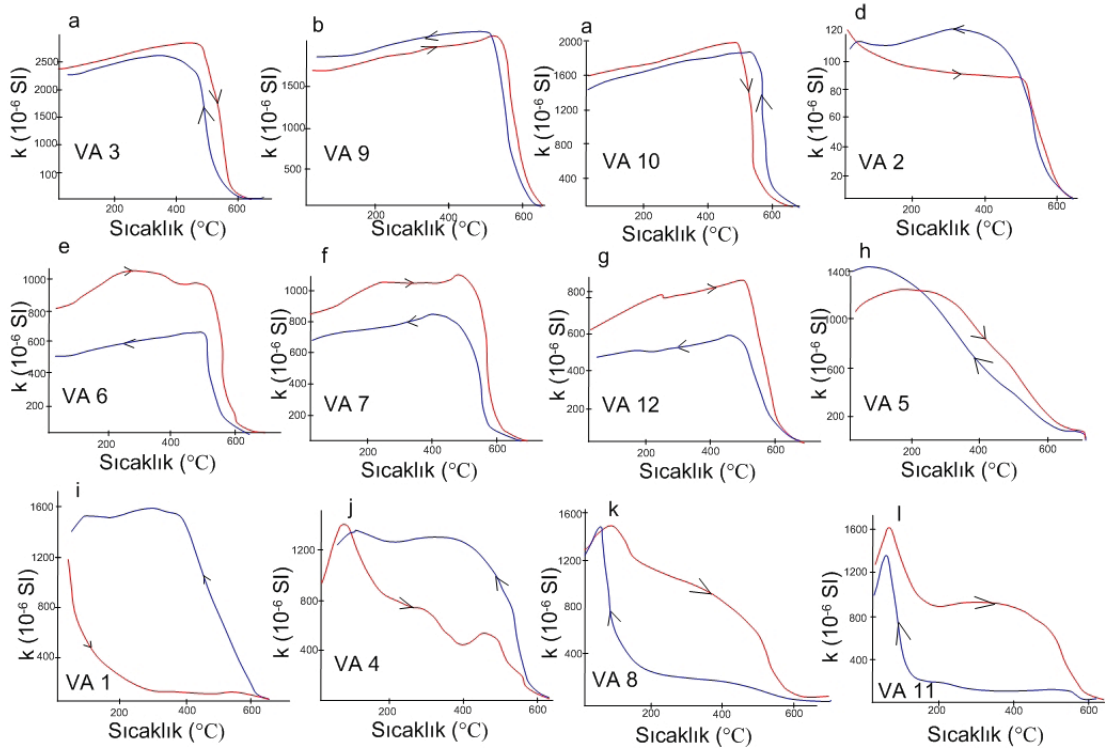 a
k (10⁻⁶ SI)
2500
2000
1500
1000
100
VA 3
200
400
600
Sıcaklık (°C)
b
k (10⁻⁶ SI)
1500
1000
500
VA 9
200
400
600
Sıcaklık (°C)
a
k (10⁻⁶ SI)
2000
1600
1200
800
400
VA 10
200
400
600
Sıcaklık (°C)
d
k (10⁻⁶ SI)
120
100
80
60
40
20
VA 2
200
400
600
Sıcaklık (°C)
e
k (10⁻⁶ SI)
1000
800
600
400
200
VA 6
200
400
600
Sıcaklık (°C)
f
k (10⁻⁶ SI)
1000
800
600
400
200
VA 7
200
400
600
Sıcaklık (°C)
g
k (10⁻⁶ SI)
800
600
400
200
VA 12
200
400
600
Sıcaklık (°C)
h
k (10⁻⁶ SI)
1400
1000
800
400
VA 5
200
400
600
Sıcaklık (°C)
i
k (10⁻⁶ SI)
1600
1200
800
400
VA 1
200
400
600
Sıcaklık (°C)
j
k (10⁻⁶ SI)
1200
800
400
VA 4
200
400
600
Sıcaklık (°C)
k
k (10⁻⁶ SI)
1600
1200
800
400
VA 8
200
400
600
Sıcaklık (°C)
l
k (10⁻⁶ SI)
1600
1200
800
400
VA 11
200
400
600
Sıcaklık (°C)